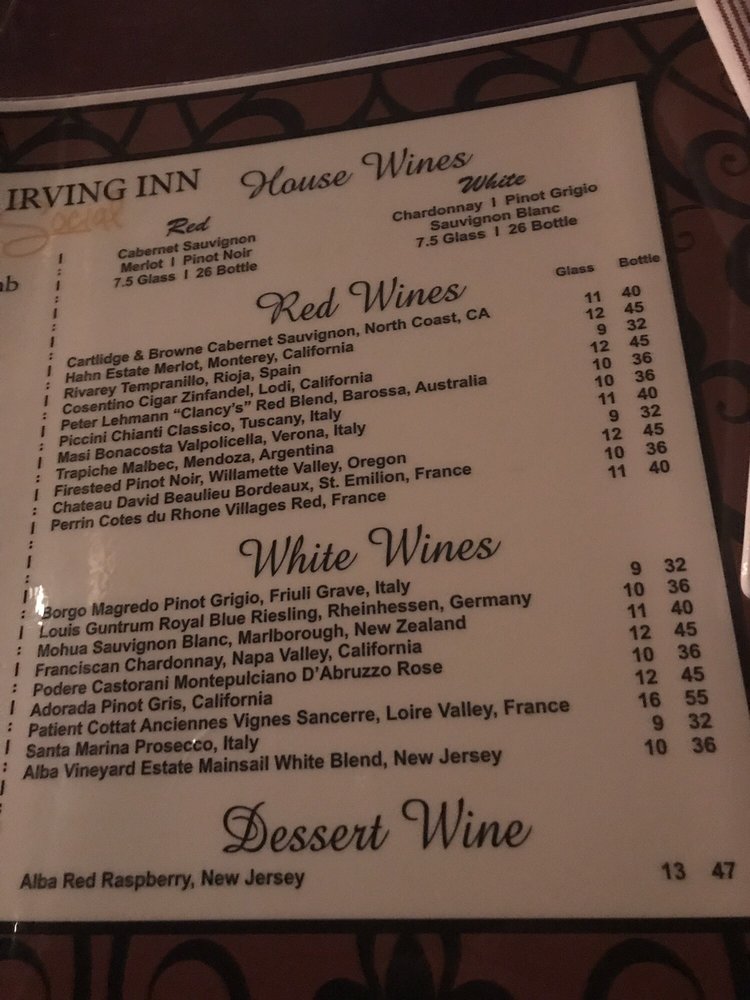 IRVING INN
Social
House Wines
Red
Cabernet Sauvignon
Merlot | Pinot Noir
7.5 Glass | 26 Bottle
White
Chardonnay | Pinot Grigio
Sauvignon Blanc
7.5 Glass | 26 Bottle
Red Wines
Glass Bottle
Cartlidge & Browne Cabernet Sauvignon, North Coast, CA 11 40
Hahn Estate Merlot, Monterey, California 12 45
Rivarey Tempranillo, Rioja, Spain 9 32
Cosentino Cigar Zinfandel, Lodi, California 12 45
Peter Lehmann “Clancy’s” Red Blend, Barossa, Australia 10 36
Piccini Chianti Classico, Tuscany, Italy 10 36
Masi Bonacosta Valpolicella, Verona, Italy 11 40
Trapiche Malbec, Mendoza, Argentina 9 32
Firesteed Pinot Noir, Willamette Valley, Oregon 12 45
Chateau David Beaulieu Bordeaux, St. Emilion, France 10 36
Perrin Cotes du Rhone Villages Red, France 11 40
White Wines
Borgo Magredo Pinot Grigio, Friuli Grave, Italy 9 32
Louis Guntrum Royal Blue Riesling, Rheinhessen, Germany 10 36
Mohua Sauvignon Blanc, Marlborough, New Zealand 11 40
Franciscan Chardonnay, Napa Valley, California 12 45
Podere Castorani Montepulciano D’Abruzzo Rose 10 36
Adorada Pinot Gris, California 12 45
Patient Cottat Anciennes Vignes Sancerre, Loire Valley, France 16 55
Santa Marina Prosecco, Italy 9 32
Alba Vineyard Estate Mainsail White Blend, New Jersey 10 36
Dessert Wine
Alba Red Raspberry, New Jersey 13 47